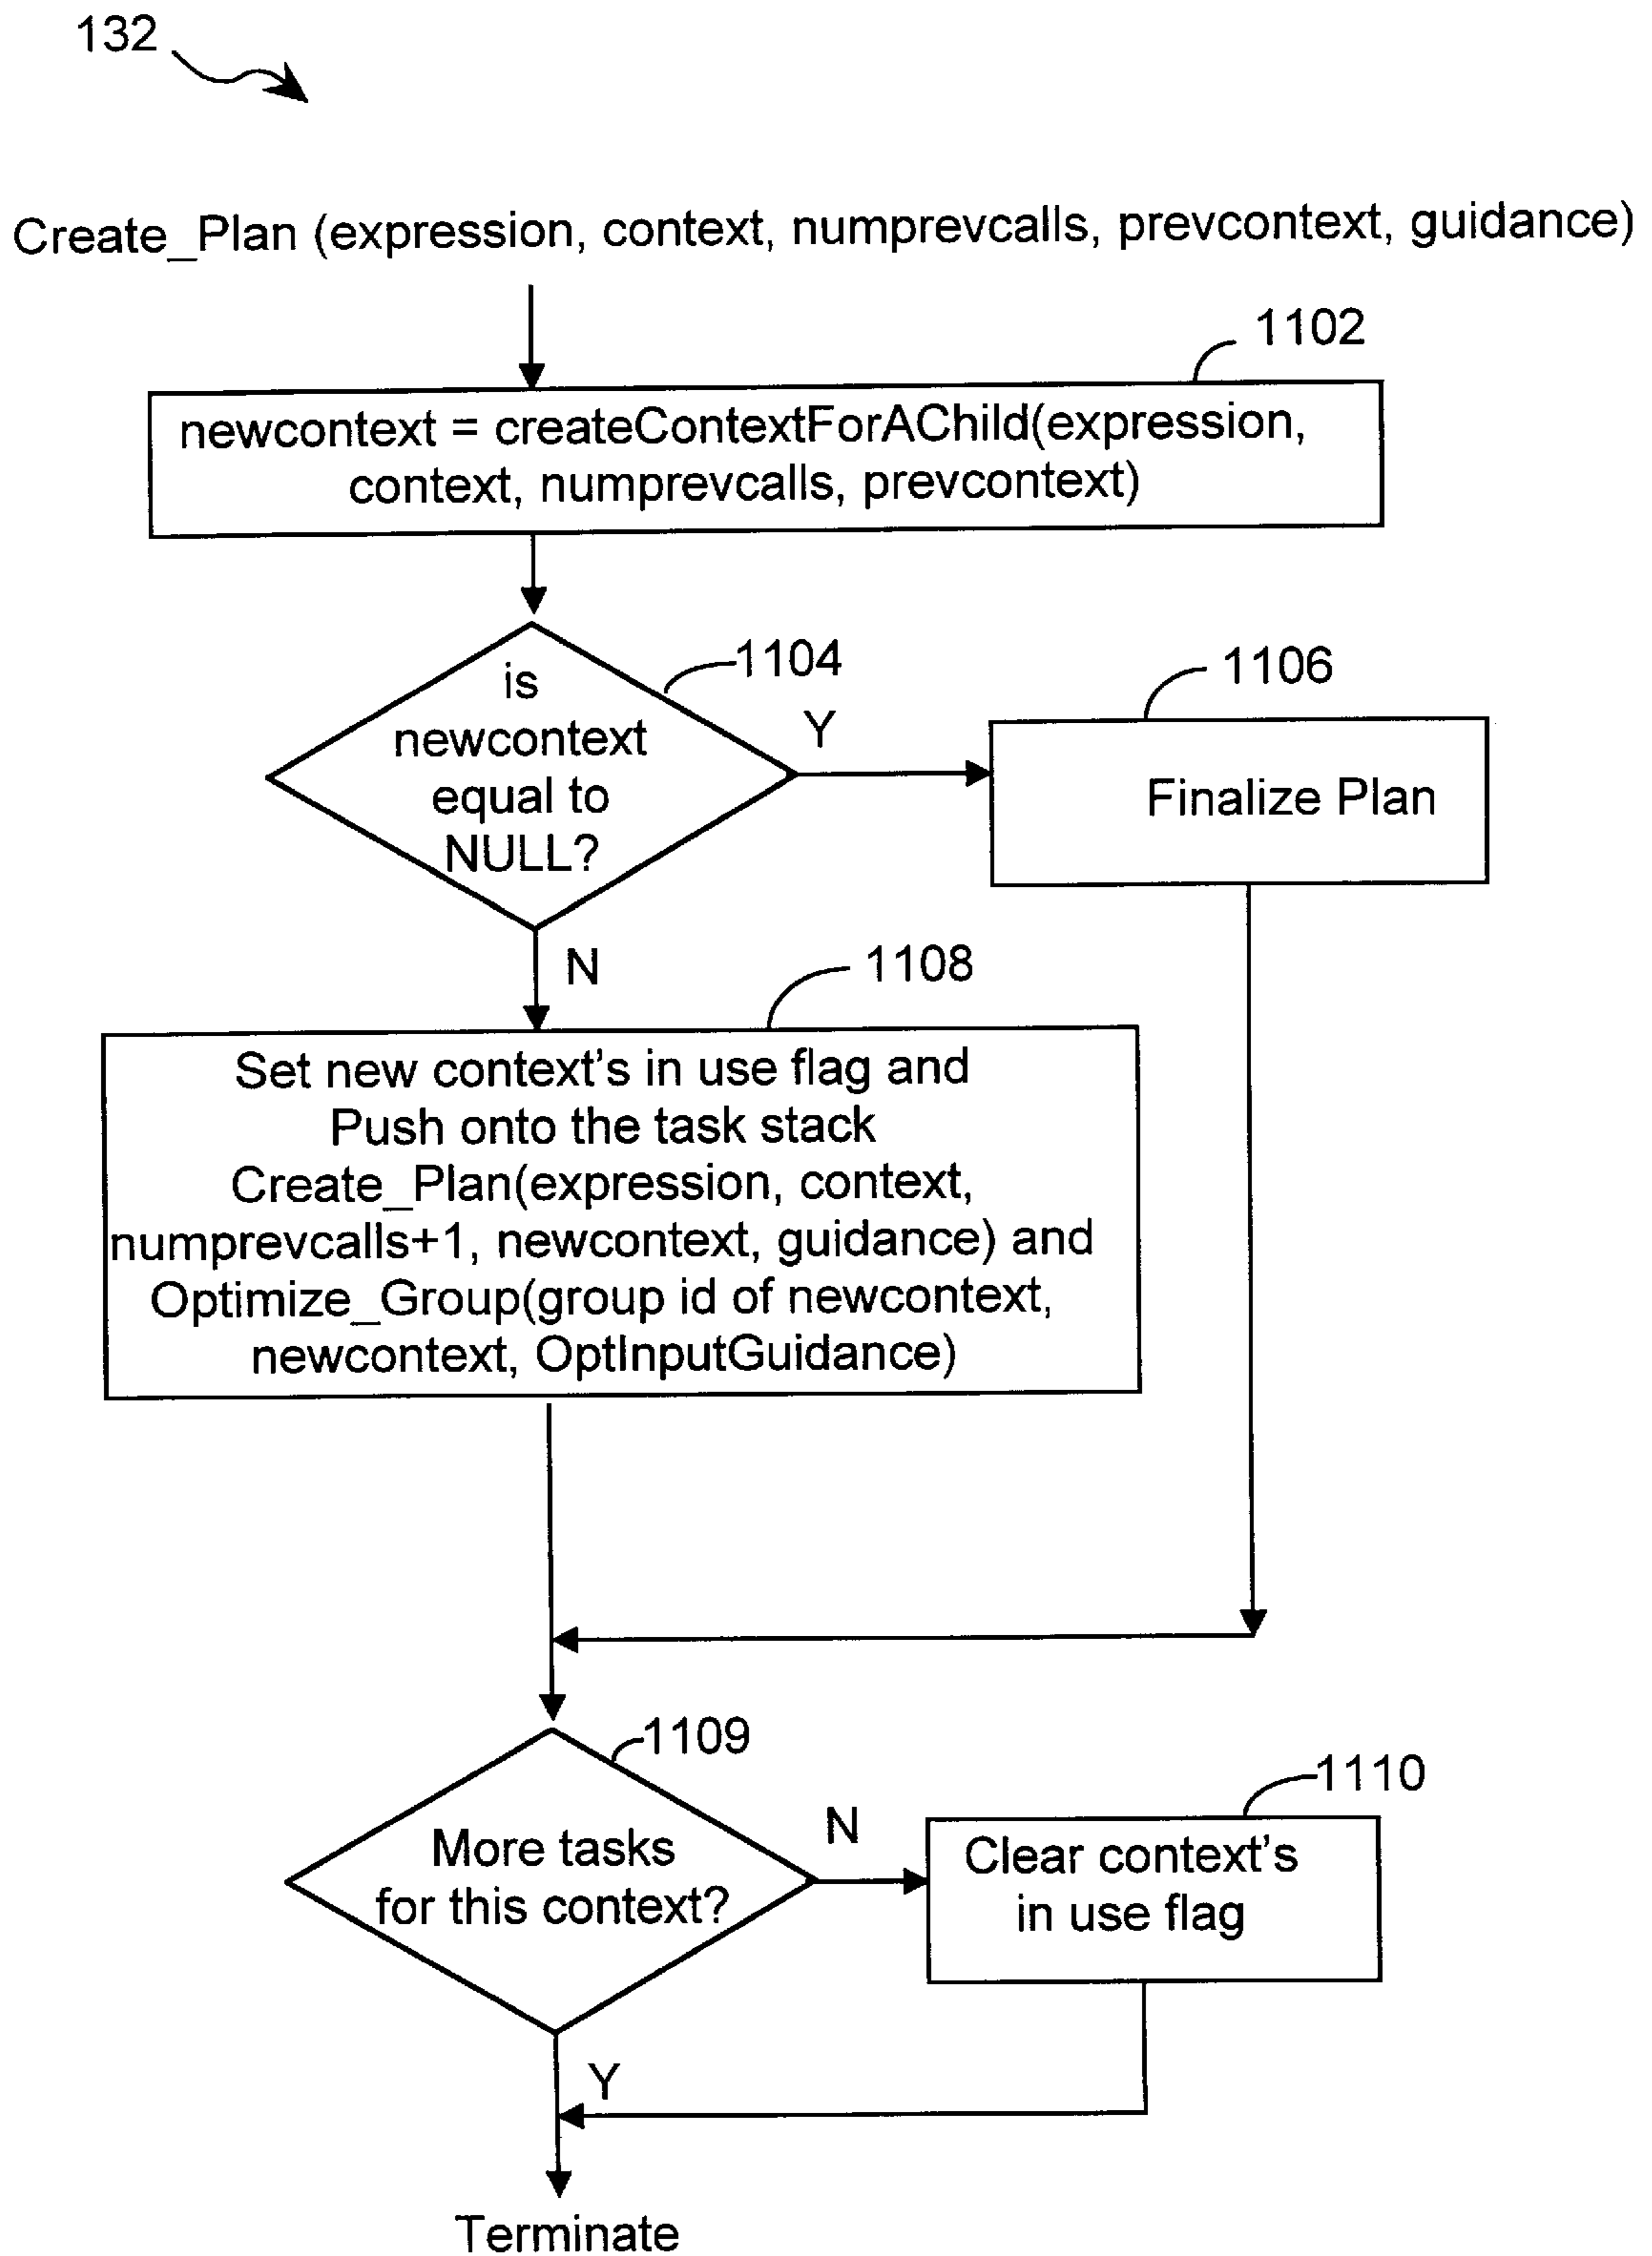 132
Create_Plan (expression, context, numprevcalls, prevcontext, guidance)
1102
newcontext = createContextForAChild(expression,
context, numprevcalls, prevcontext)
1104
is
newcontext
equal to
NULL?
Y
1106
Finalize Plan
N
1108
Set new context's in use flag and
Push onto the task stack
Create_Plan(expression, context,
numprevcalls+1, newcontext, guidance) and
Optimize_Group(group id of newcontext,
newcontext, OptInputGuidance)
1109
More tasks
for this context?
N
1110
Clear context's
in use flag
Y
Terminate